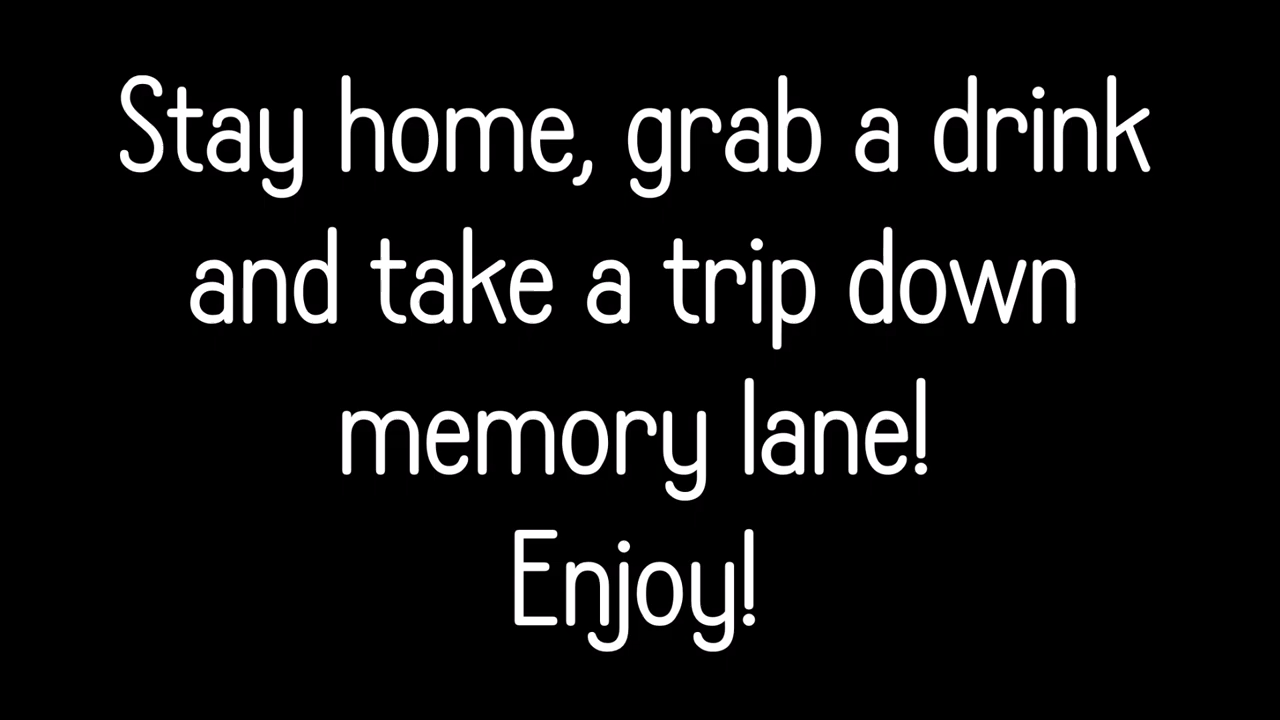 Stay home, grab a drink
and take a trip down
memory lane!
Enjoy!